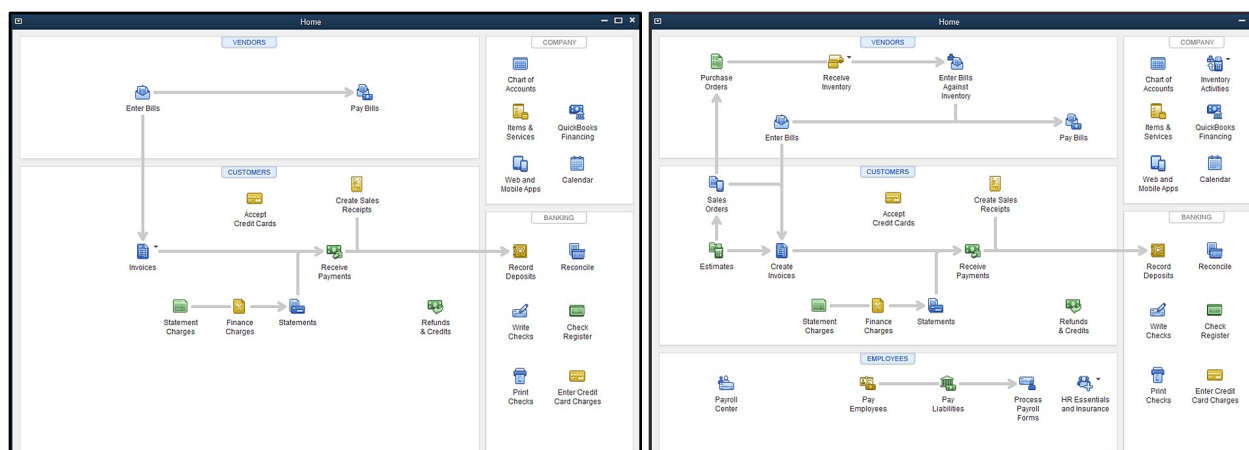 Home
VENDORS
Enter Bills
Pay Bills
CUSTOMERS
Accept
Credit Cards
Create Sales
Receipts
Invoices
Receive
Payments
Statement
Charges
Finance
Charges
Statements
Refunds
& Credits
COMPANY
Chart of
Accounts
Items &
Services
QuickBooks
Financing
Web and
Mobile Apps
Calendar
BANKING
Record
Deposits
Reconcile
Write
Checks
Check
Register
Print
Checks
Enter Credit
Card Charges
Home
VENDORS
Purchase
Orders
Receive
Inventory
Enter Bills
Against
Inventory
Enter Bills
Pay Bills
CUSTOMERS
Sales
Orders
Accept
Credit Cards
Create Sales
Receipts
Estimates
Create
Invoices
Receive
Payments
Statement
Charges
Finance
Charges
Statements
Refunds
& Credits
EMPLOYEES
Payroll
Center
Pay
Employees
Pay
Liabilities
Process
Payroll
Forms
HR Essentials
and Insurance
COMPANY
Chart of
Accounts
Inventory
Activities
Items &
Services
QuickBooks
Financing
Web and
Mobile Apps
Calendar
BANKING
Record
Deposits
Reconcile
Write
Checks
Check
Register
Print
Checks
Enter Credit
Card Charges